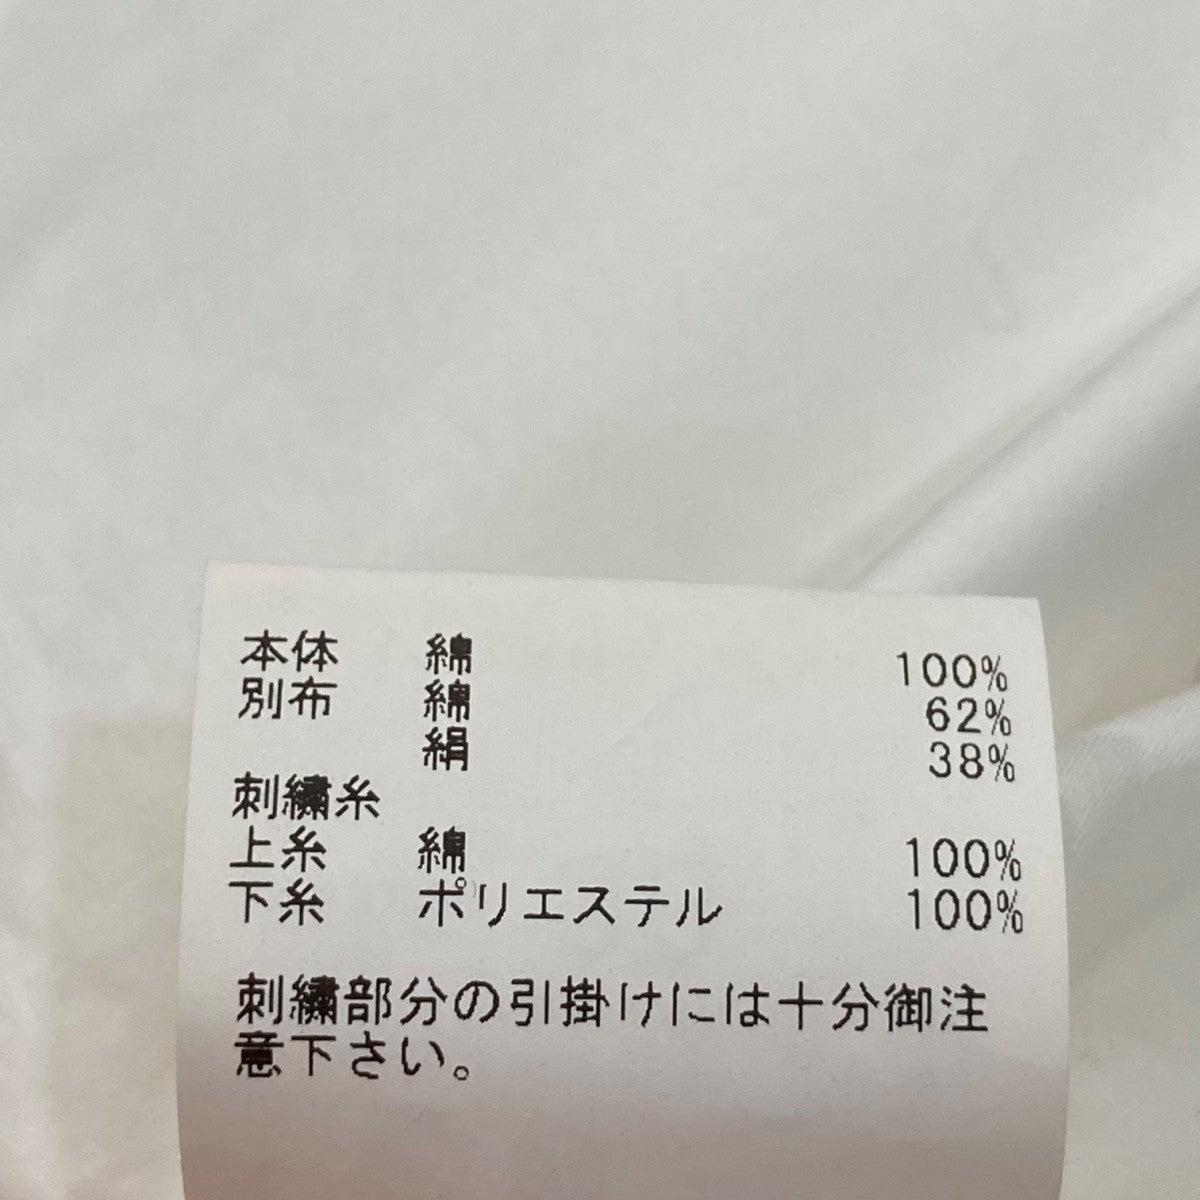 本体 綿 100%
別布 綿 62%
絹 38%
刺繍糸
上糸 綿 100%
下糸 ポリエステル 100%
刺繍部分の引掛けには十分御注
意下さい。